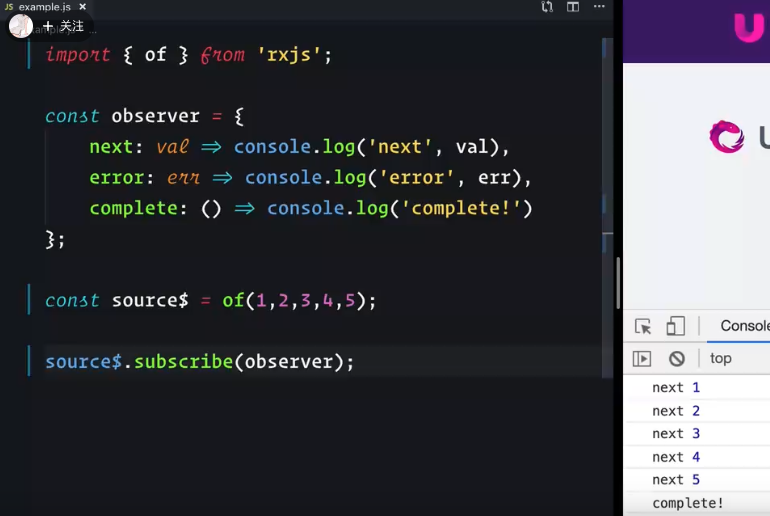 JS example.js ×
+ 关注
import { of } from 'rxjs';
const observer = {
next: val => console.log('next', val),
error: err => console.log('error', err),
complete: () => console.log('complete!')
};
const source$ = of(1,2,3,4,5);
source$.subscribe(observer);
U
U
Console
top
next 1
next 2
next 3
next 4
next 5
complete!